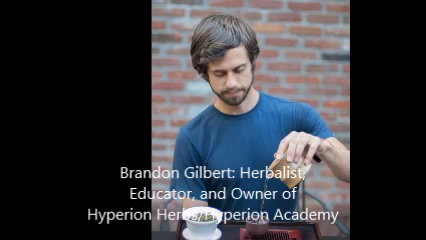 Brandon Gilbert: Herbalist,
Educator, and Owner of
Hyperion Herbs/Hyperion Academy